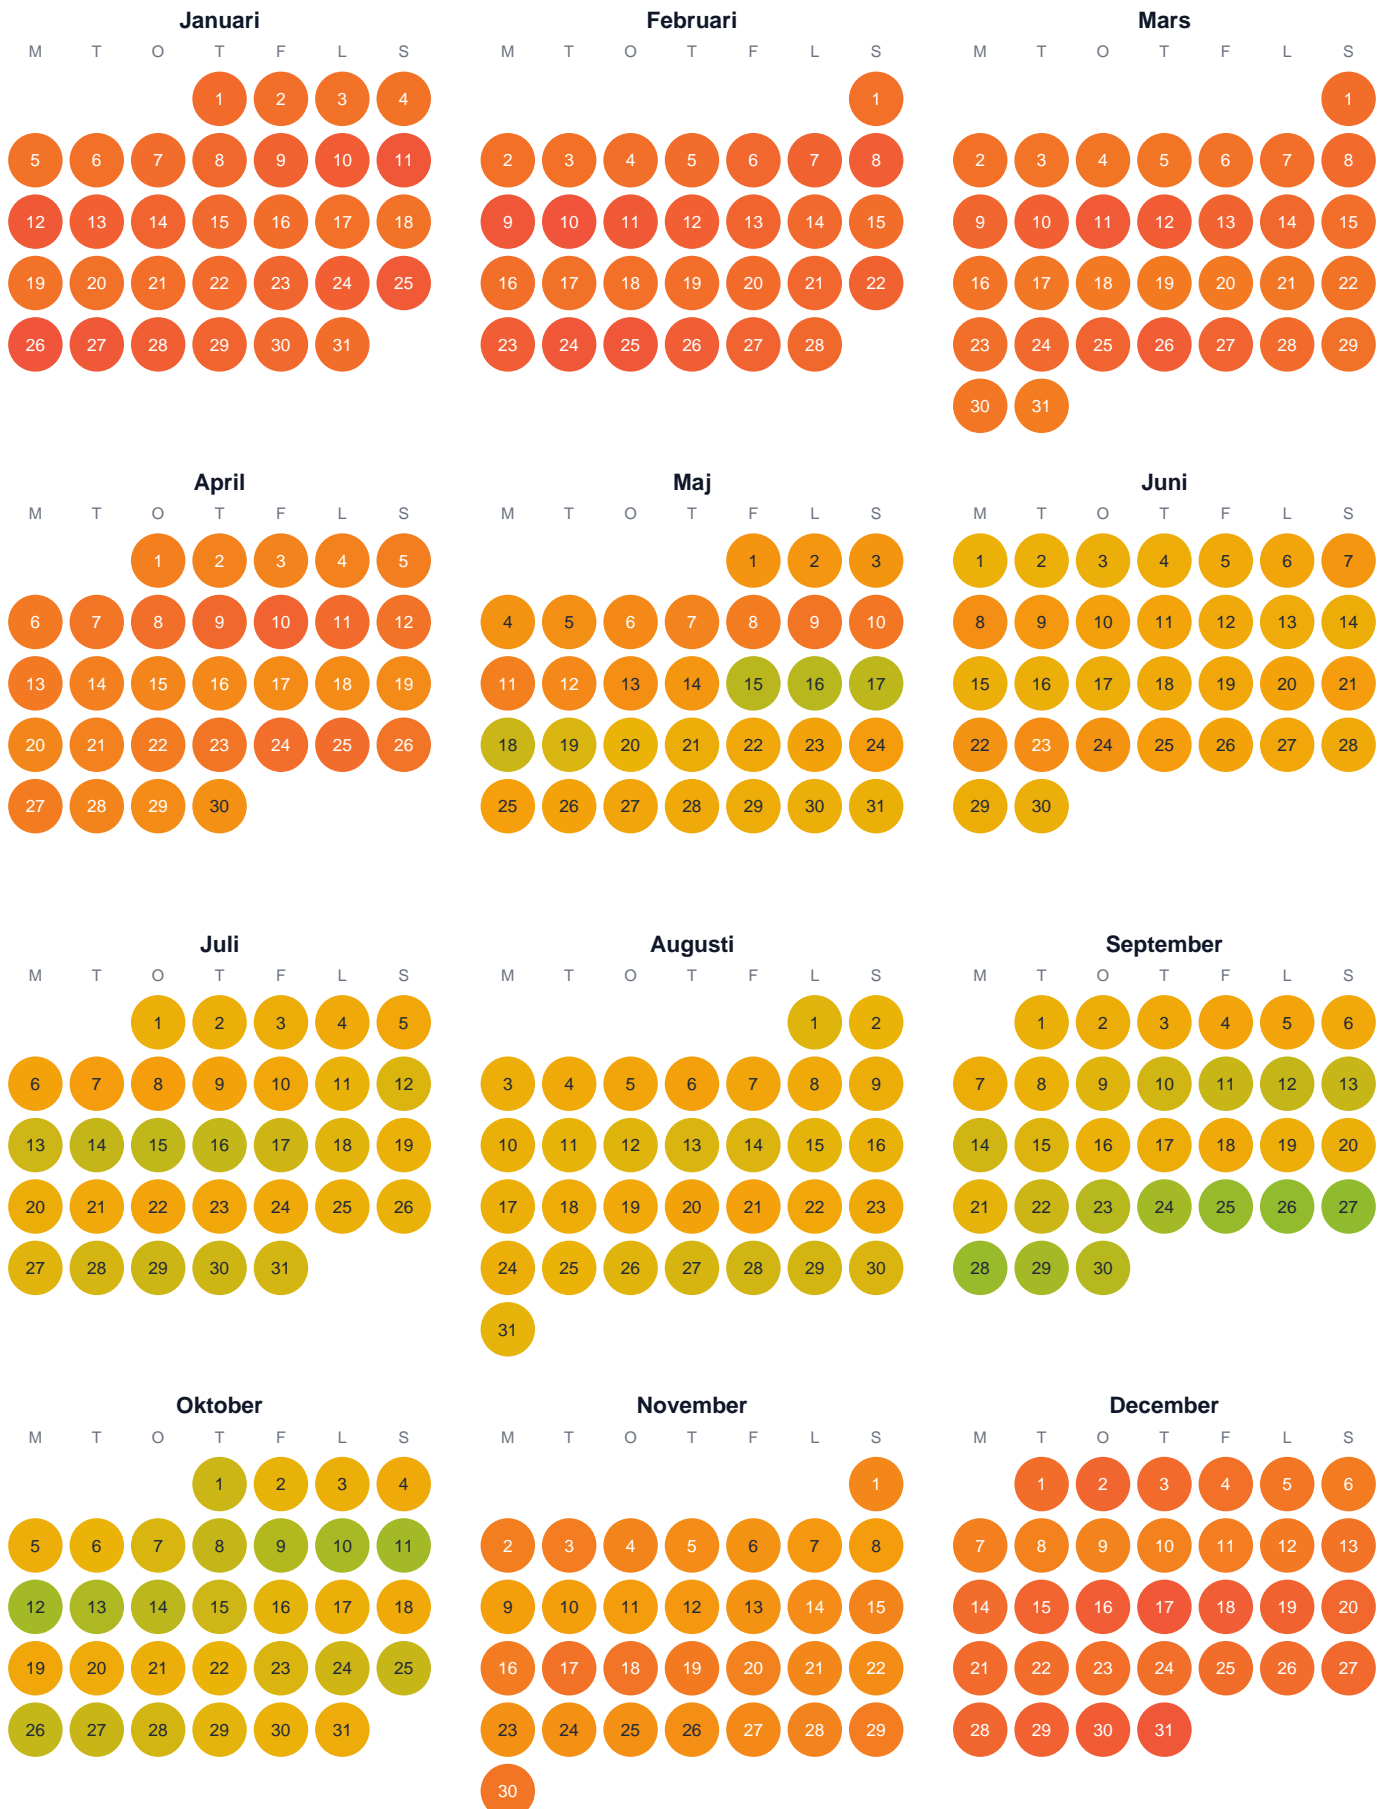 Januari
M T O T F L S
1 2 3 4
5 6 7 8 9 10 11
12 13 14 15 16 17 18
19 20 21 22 23 24 25
26 27 28 29 30 31
Februari
M T O T F L S
1
2 3 4 5 6 7 8
9 10 11 12 13 14 15
16 17 18 19 20 21 22
23 24 25 26 27 28
Mars
M T O T F L S
1
2 3 4 5 6 7 8
9 10 11 12 13 14 15
16 17 18 19 20 21 22
23 24 25 26 27 28 29
30 31
April
M T O T F L S
1 2 3 4 5
6 7 8 9 10 11 12
13 14 15 16 17 18 19
20 21 22 23 24 25 26
27 28 29 30
Maj
M T O T F L S
1 2 3
4 5 6 7 8 9 10
11 12 13 14 15 16 17
18 19 20 21 22 23 24
25 26 27 28 29 30 31
Juni
M T O T F L S
1 2 3 4 5 6 7
8 9 10 11 12 13 14
15 16 17 18 19 20 21
22 23 24 25 26 27 28
29 30
Juli
M T O T F L S
1 2 3 4 5
6 7 8 9 10 11 12
13 14 15 16 17 18 19
20 21 22 23 24 25 26
27 28 29 30 31
Augusti
M T O T F L S
1 2
3 4 5 6 7 8 9
10 11 12 13 14 15 16
17 18 19 20 21 22 23
24 25 26 27 28 29 30
31
September
M T O T F L S
1 2 3 4 5 6
7 8 9 10 11 12 13
14 15 16 17 18 19 20
21 22 23 24 25 26 27
28 29 30
Oktober
M T O T F L S
1 2 3 4
5 6 7 8 9 10 11
12 13 14 15 16 17 18
19 20 21 22 23 24 25
26 27 28 29 30 31
November
M T O T F L S
1
2 3 4 5 6 7 8
9 10 11 12 13 14 15
16 17 18 19 20 21 22
23 24 25 26 27 28 29
30
December
M T O T F L S
1 2 3 4 5 6
7 8 9 10 11 12 13
14 15 16 17 18 19 20
21 22 23 24 25 26 27
28 29 30 31